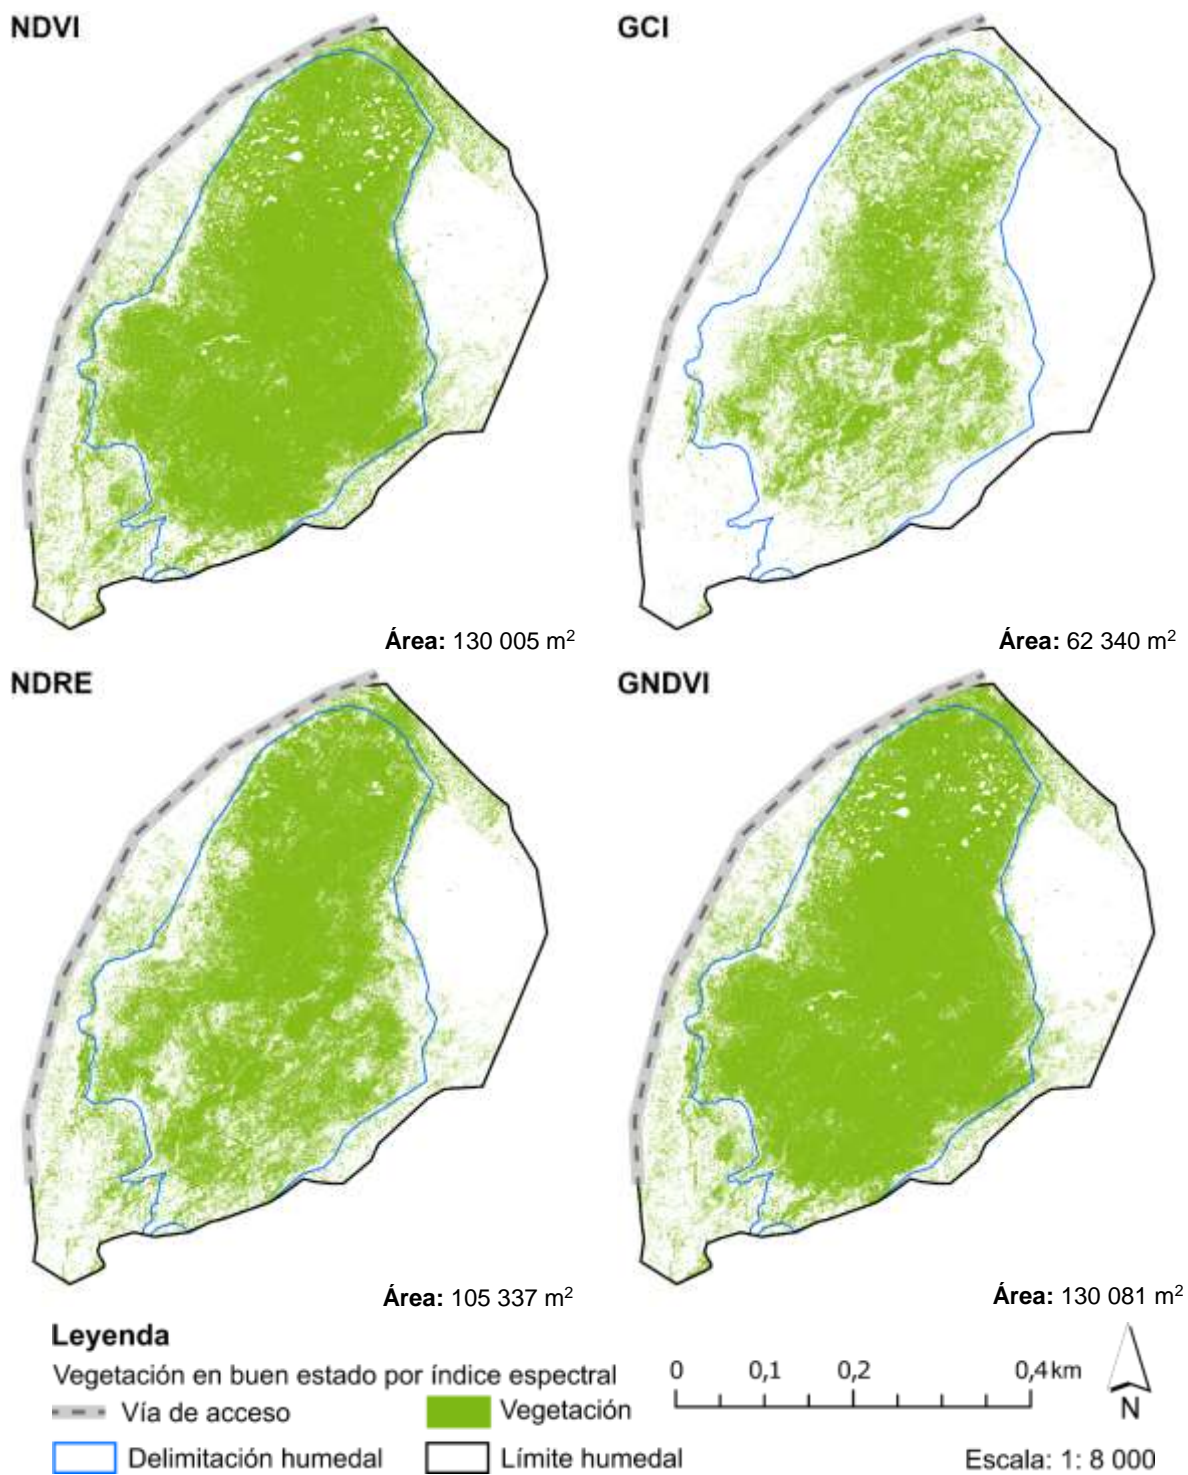 NDVI
GCI
Área: 130 005 m²
Área: 62 340 m²
NDRE
GNDVI
Área: 105 337 m²
Área: 130 081 m²
Leyenda
Vegetación en buen estado por índice espectral
Vía de acceso
Vegetación
Delimitación humedal
Límite humedal
0 0,1 0,2 0,4 km
N
Escala: 1: 8 000